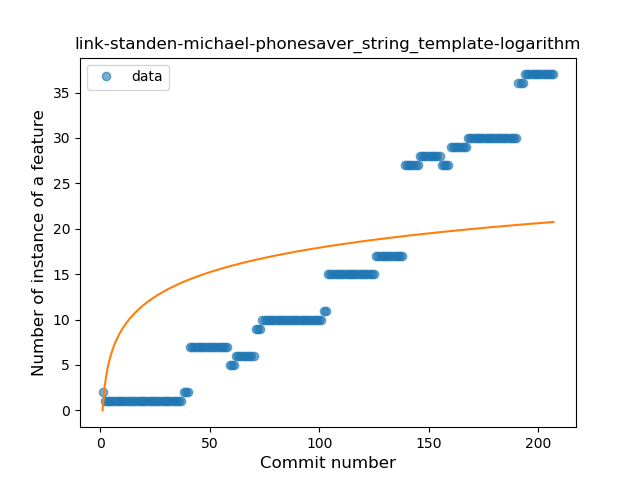 link-standen-michael-phonesaver_string_template-logarithm
data
Number of instance of a feature
35
30
25
20
15
10
5
0
0 50 100 150 200
Commit number